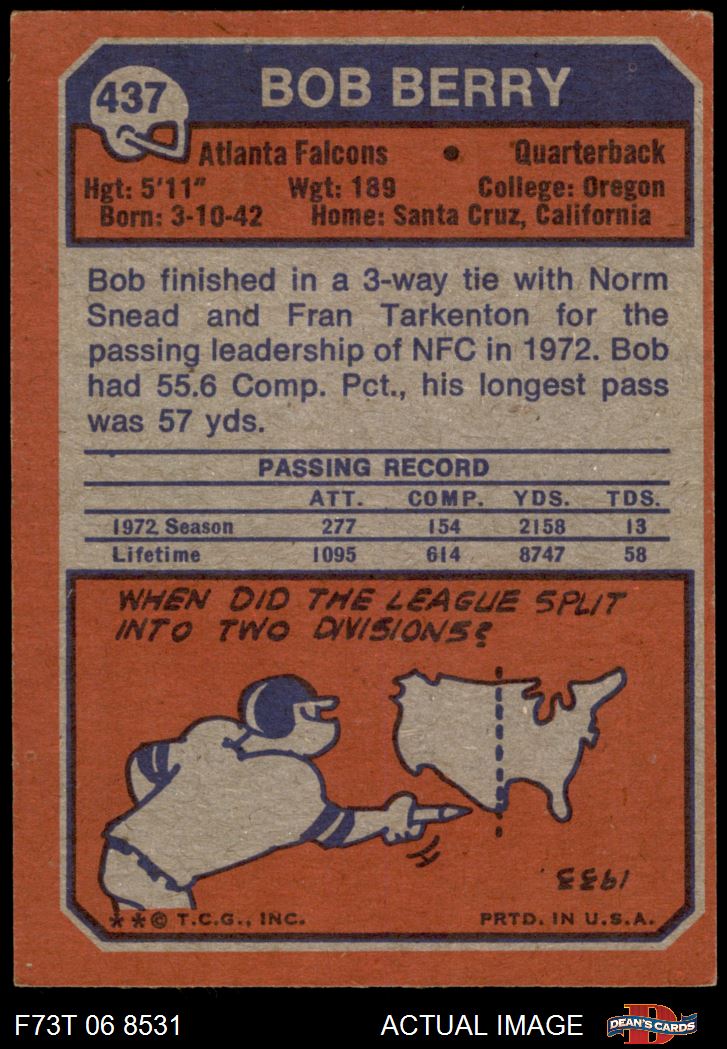 437
BOB BERRY
Atlanta Falcons • Quarterback
Hgt: 5'11" Wgt: 189 College: Oregon
Born: 3-10-42 Home: Santa Cruz, California
Bob finished in a 3-way tie with Norm
Snead and Fran Tarkenton for the
passing leadership of NFC in 1972. Bob
had 55.6 Comp. Pct., his longest pass
was 57 yds.
PASSING RECORD
ATT. COMP. YDS. TDS.
1972 Season 277 154 2158 13
Lifetime 1095 614 8747 58
WHEN DID THE LEAGUE SPLIT
INTO TWO DIVISIONS?
1933
**© T.C.G., INC. PRTD. IN U.S.A.
F73T 06 8531 ACTUAL IMAGE D DEAN'S CARDS